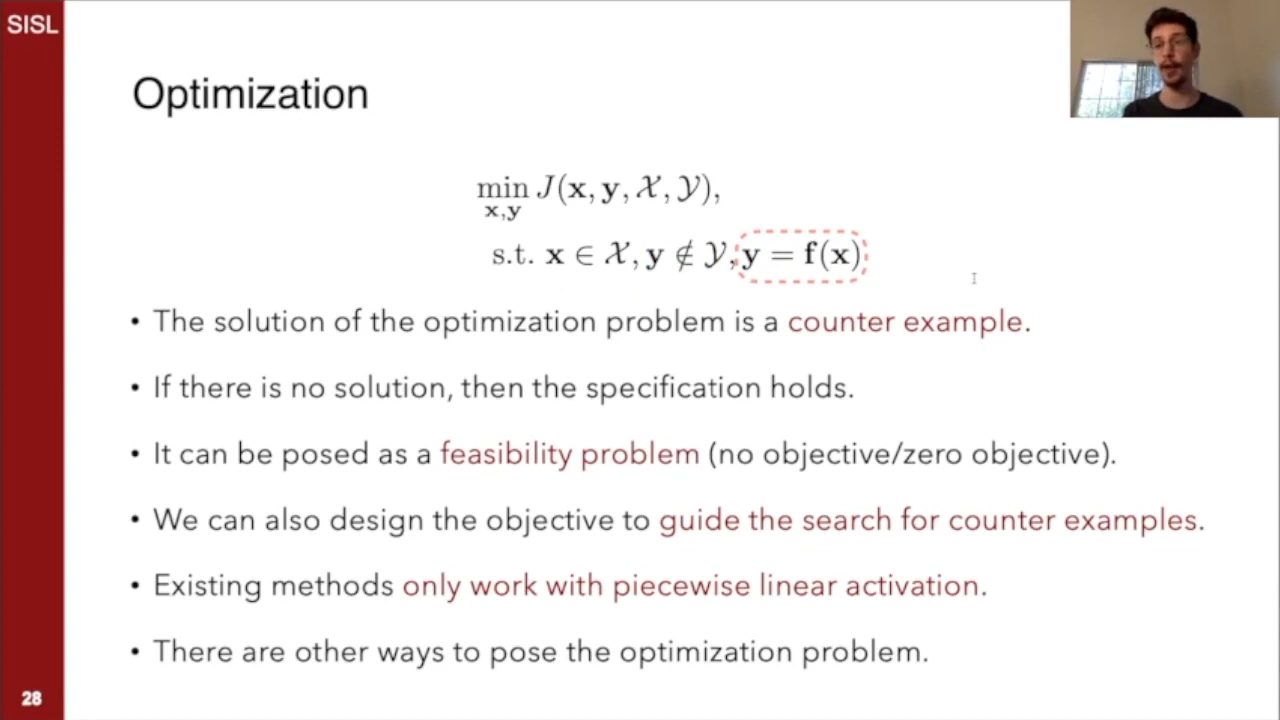 SISL
Optimization
min J(x, y, 𝒳, 𝒴),
x,y
s.t. x ∈ 𝒳, y ∉ 𝒴, y = f(x)
• The solution of the optimization problem is a counter example.
• If there is no solution, then the specification holds.
• It can be posed as a feasibility problem (no objective/zero objective).
• We can also design the objective to guide the search for counter examples.
• Existing methods only work with piecewise linear activation.
• There are other ways to pose the optimization problem.
28